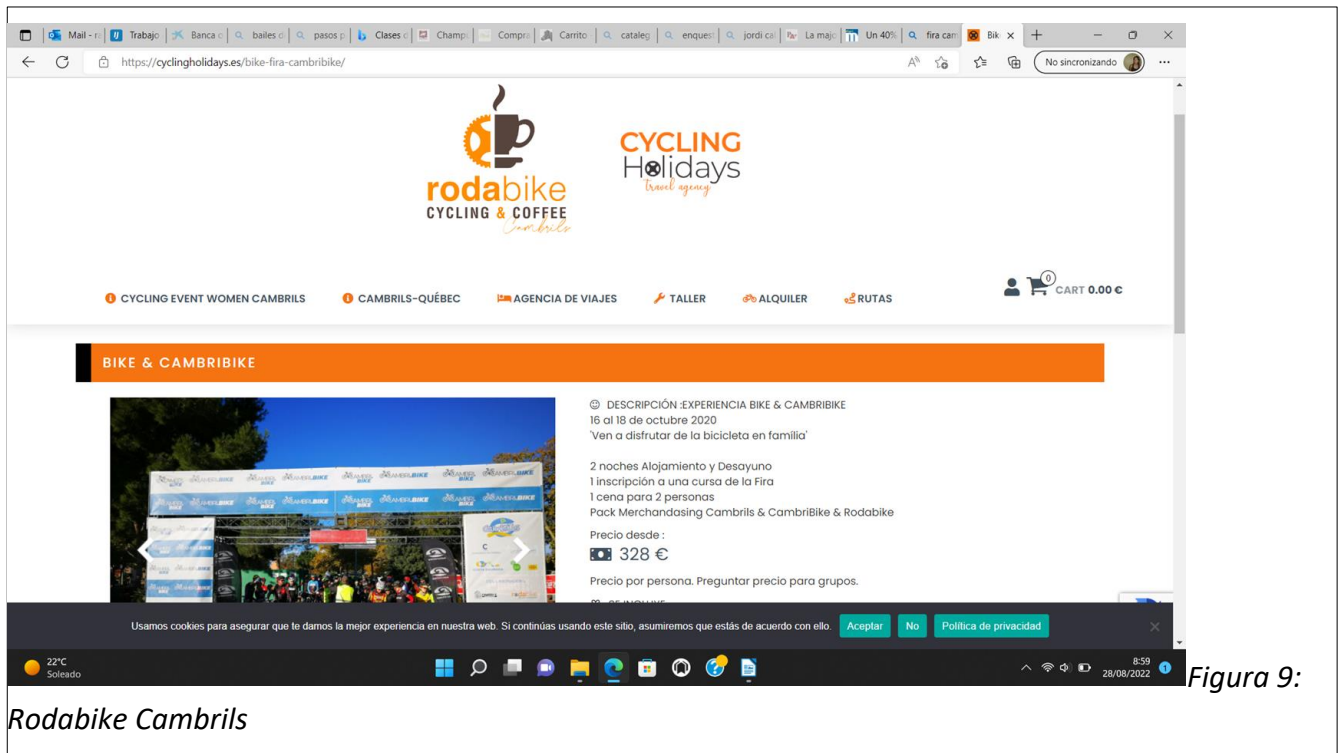 Mail - r
Trabajo
Banca o
bailes d
pasos p
Clases d
Champ
Compra
Carrito
cataleg
enquest
jordi cal
La majo
Un 40%
fira cam
Bik
https://cyclingholidays.es/bike-fira-cambribike/
No sincronizando
rodabike
CYCLING & COFFEE
Cambrils
CYCLING
Holidays
travel agency
CYCLING EVENT WOMEN CAMBRILS
CAMBRILS-QUÉBEC
AGENCIA DE VIAJES
TALLER
ALQUILER
RUTAS
0
CART 0.00 €
BIKE & CAMBRIBIKE
DESCRIPCIÓN :EXPERIENCIA BIKE & CAMBRIBIKE
16 al 18 de octubre 2020
'Ven a disfrutar de la bicicleta en família'
2 noches Alojamiento y Desayuno
1 inscripción a una cursa de la Fira
1 cena para 2 personas
Pack Merchandasing Cambrils & CambriBike & Rodabike
Precio desde :
328 €
Precio por persona. Preguntar precio para grupos.
Usamos cookies para asegurar que te damos la mejor experiencia en nuestra web. Si continúas usando este sitio, asumiremos que estás de acuerdo con ello.
Aceptar
No
Política de privacidad
22°C
Soleado
8:59
28/08/2022
1
Figura 9:
Rodabike Cambrils